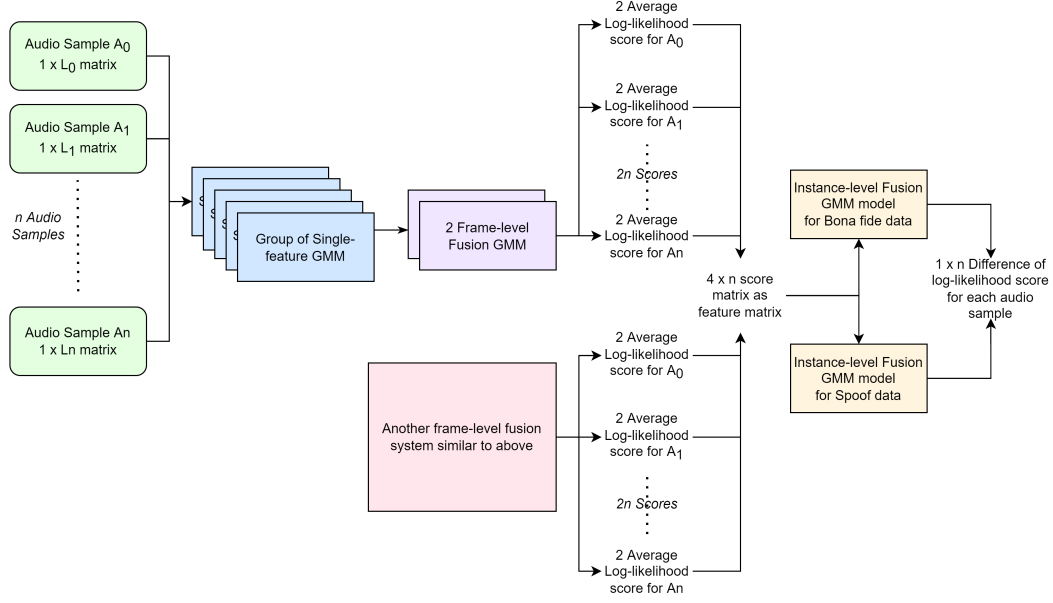 Audio Sample A0
1 x L0 matrix
Audio Sample A1
1 x L1 matrix
n Audio
Samples
Audio Sample An
1 x Ln matrix
Group of Single-
feature GMM
2 Frame-level
Fusion GMM
2 Average
Log-likelihood
score for A0
2 Average
Log-likelihood
score for A1
2n Scores
2 Average
Log-likelihood
score for An
Another frame-level fusion
system similar to above
2 Average
Log-likelihood
score for A0
2 Average
Log-likelihood
score for A1
2n Scores
2 Average
Log-likelihood
score for An
4 x n score
matrix as
feature matrix
Instance-level Fusion
GMM model
for Bona fide data
Instance-level Fusion
GMM model
for Spoof data
1 x n Difference of
log-likelihood score
for each audio
sample